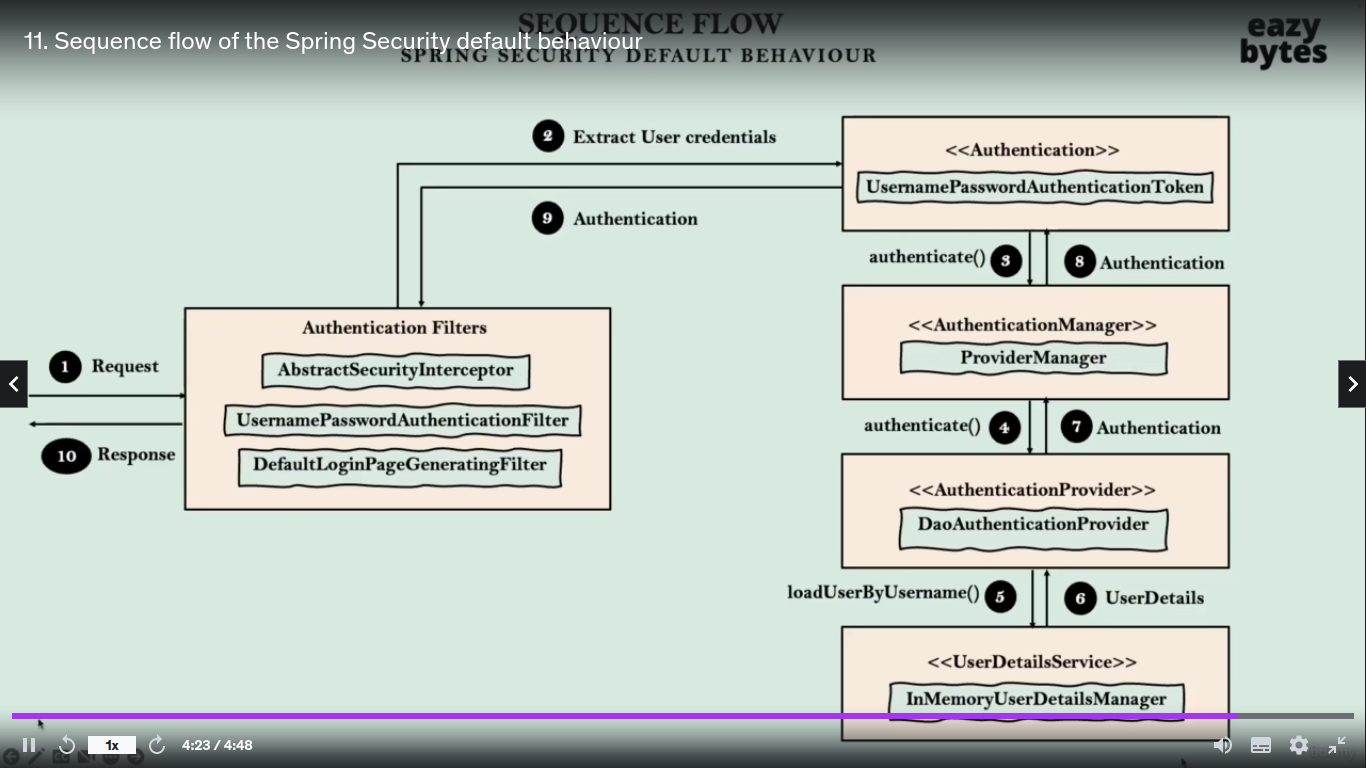 SEQUENCE FLOW
11. Sequence flow of the Spring Security default behaviour
SPRING SECURITY DEFAULT BEHAVIOUR
eazy
bytes
2 Extract User credentials
9 Authentication
<<Authentication>>
UsernamePasswordAuthenticationToken
authenticate() 3
8 Authentication
1 Request
10 Response
Authentication Filters
AbstractSecurityInterceptor
UsernamePasswordAuthenticationFilter
DefaultLoginPageGeneratingFilter
<<AuthenticationManager>>
ProviderManager
authenticate() 4
7 Authentication
<<AuthenticationProvider>>
DaoAuthenticationProvider
loadUserByUsername() 5
6 UserDetails
<<UserDetailsService>>
InMemoryUserDetailsManager
1x
4:23 / 4:48